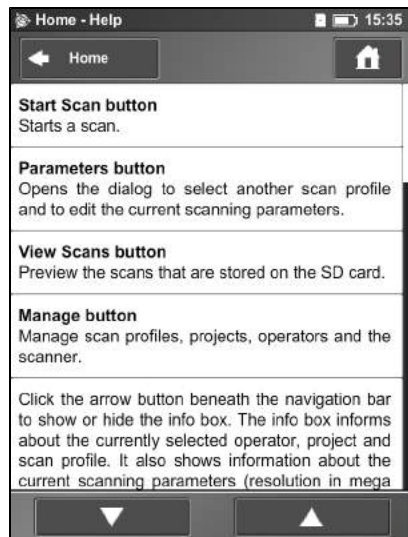 Home - Help 15:35
Home
Start Scan button
Starts a scan.
Parameters button
Opens the dialog to select another scan profile
and to edit the current scanning parameters.
View Scans button
Preview the scans that are stored on the SD card.
Manage button
Manage scan profiles, projects, operators and the
scanner.
Click the arrow button beneath the navigation bar
to show or hide the info box. The info box informs
about the currently selected operator, project and
scan profile. It also shows information about the
current scanning parameters (resolution in mega